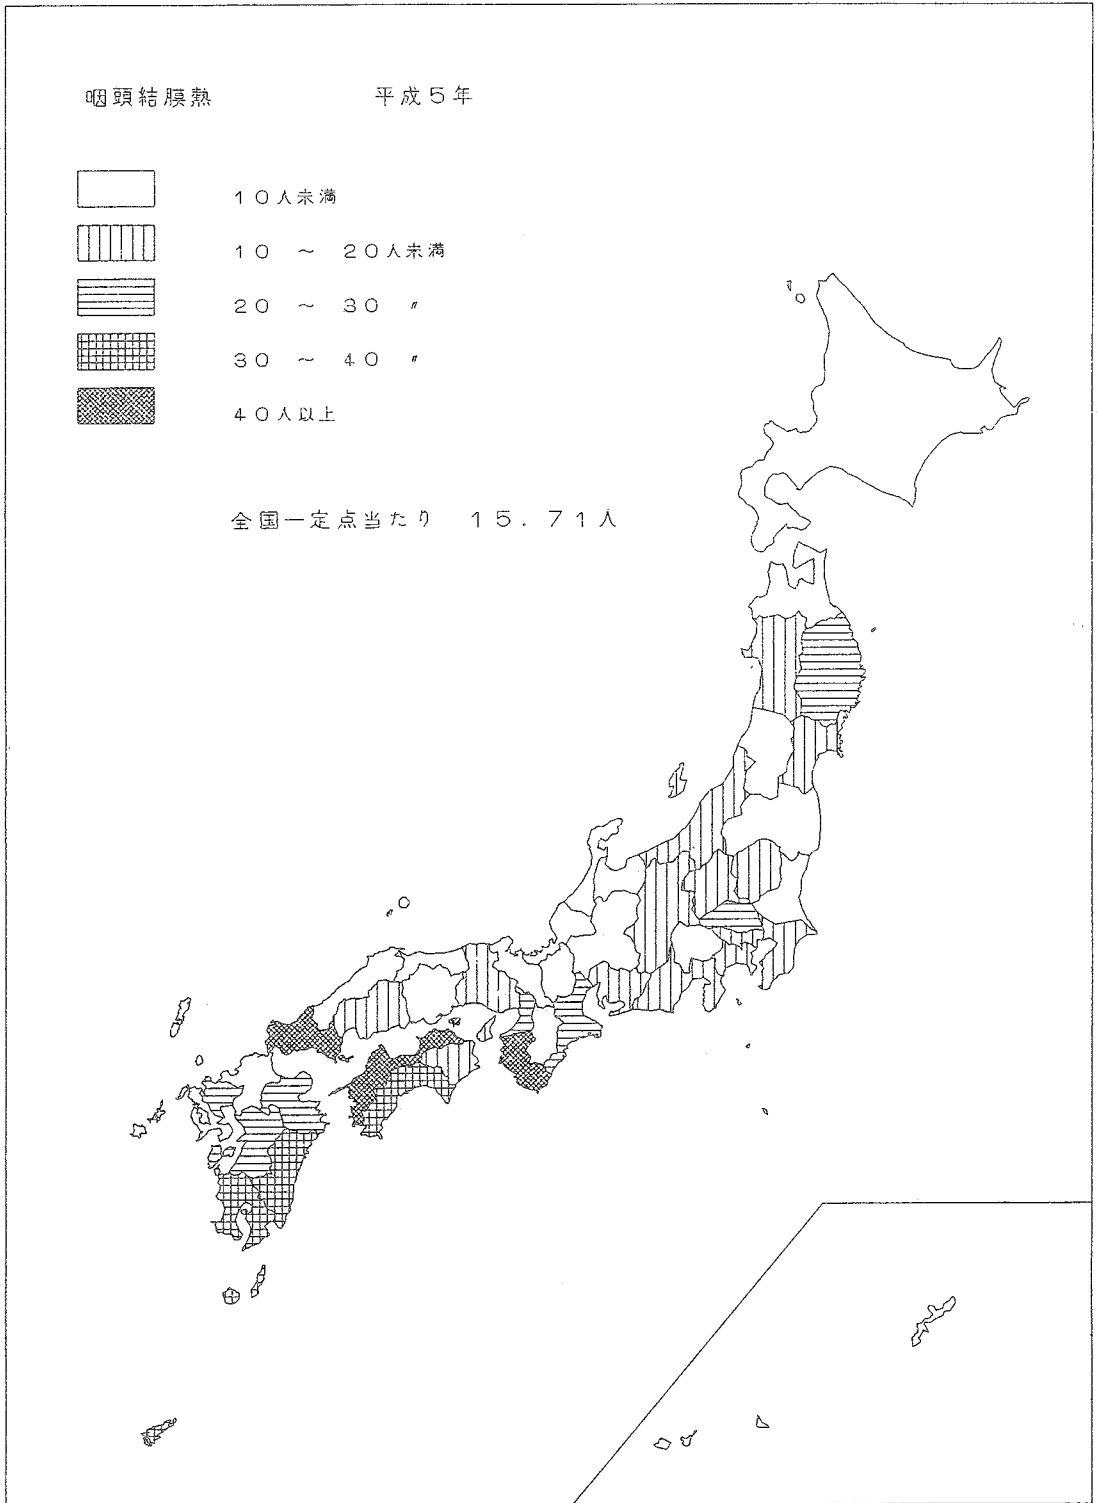 咽頭結膜熱 平成5年
10人未満
10 ~ 20人未満
20 ~ 30 〃
30 ~ 40 〃
40人以上
全国一定点当たり 15.71人